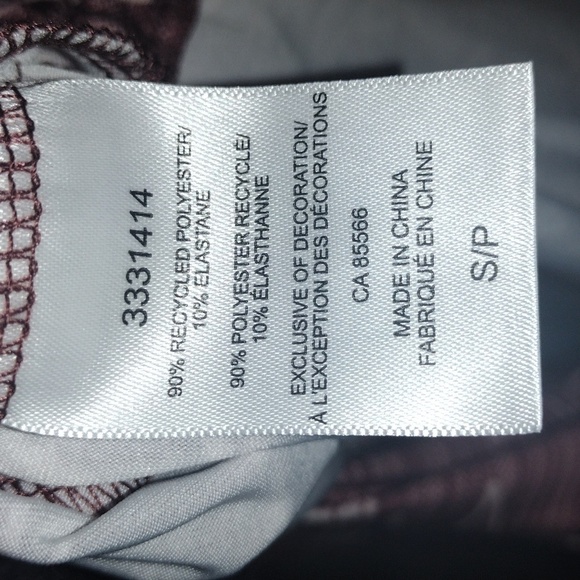 3331414
90% RECYCLED POLYESTER/
10% ELASTANE
90% POLYESTER RECYCLÉ/
10% ÉLASTHANNE
EXCLUSIVE OF DECORATION/
À L'EXCEPTION DES DÉCORATIONS
CA 85566
MADE IN CHINA
FABRIQUÉ EN CHINE
S/P